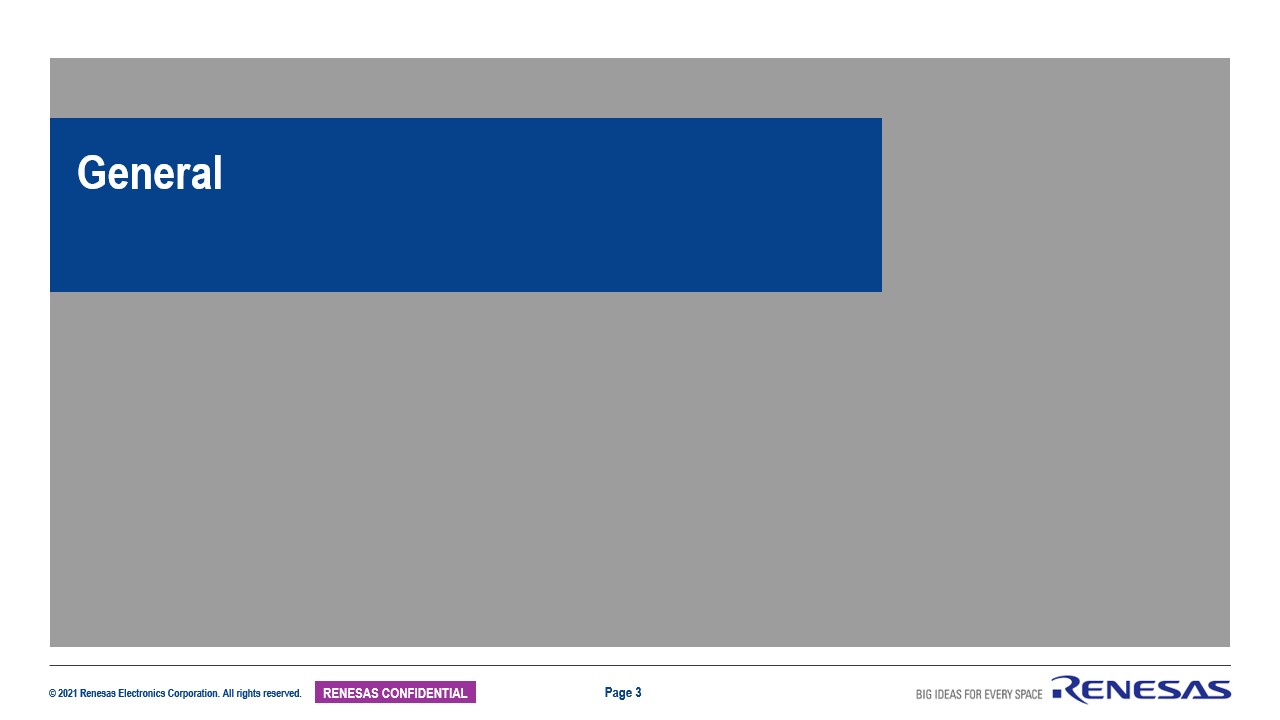 General
© 2021 Renesas Electronics Corporation. All rights reserved.
RENESAS CONFIDENTIAL
Page 3
BIG IDEAS FOR EVERY SPACE
RENESAS